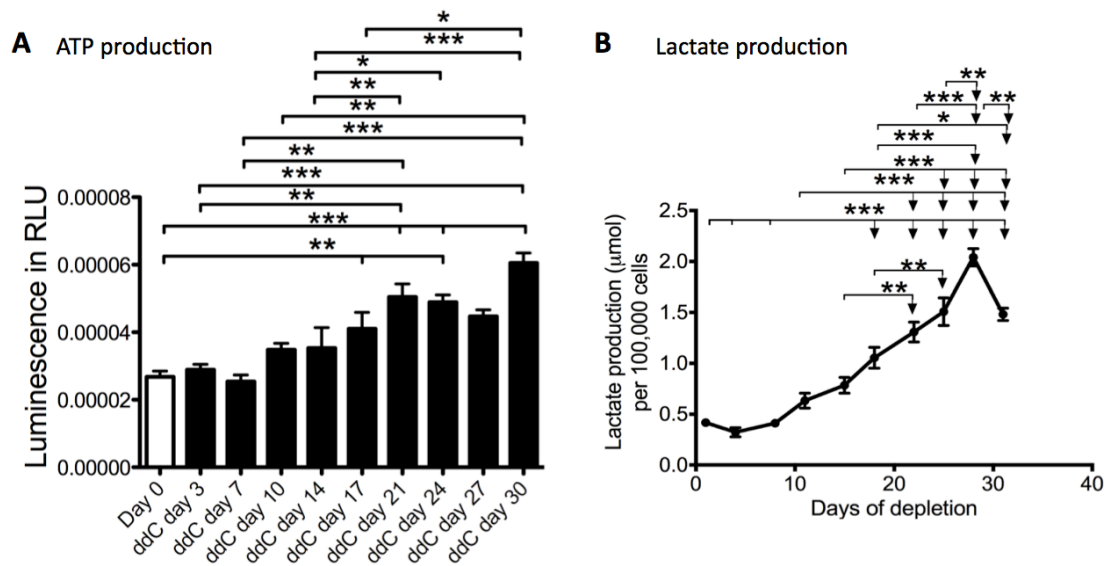 A ATP production
*
***
*
**
**
***
**
***
**
***
**
Luminescence in RLU
0.00008
0.00006
0.00004
0.00002
0.00000
Day 0
ddC day 3
ddC day 7
ddC day 10
ddC day 14
ddC day 17
ddC day 21
ddC day 24
ddC day 27
ddC day 30
B Lactate production
**
*** **
*
***
***
***
***
**
**
Lactate production (μmol)
per 100,000 cells
2.5
2.0
1.5
1.0
0.5
0.0
0 10 20 30 40
Days of depletion